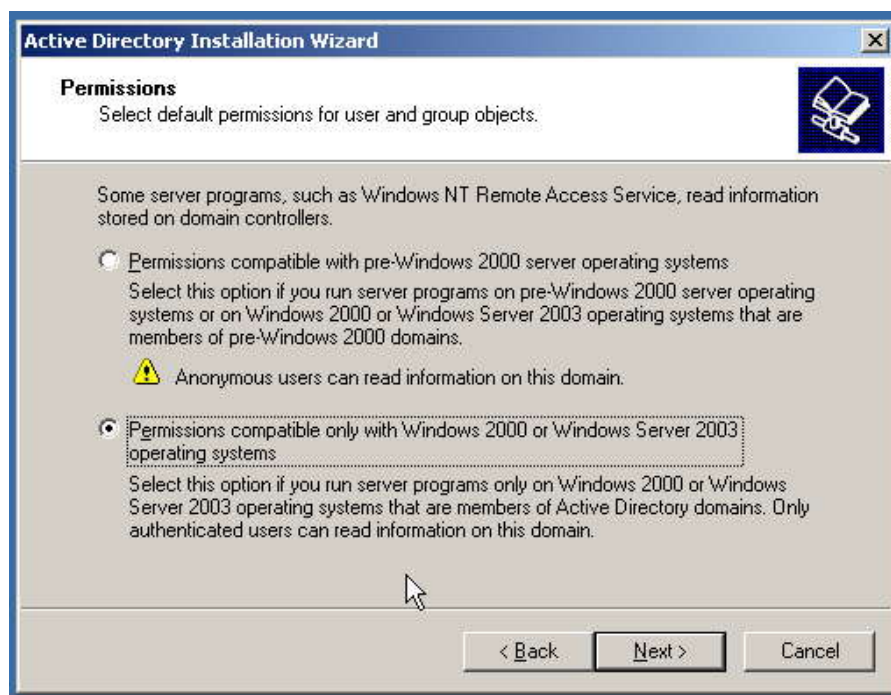 Active Directory Installation Wizard
Permissions
Select default permissions for user and group objects.
Some server programs, such as Windows NT Remote Access Service, read information
stored on domain controllers.
Permissions compatible with pre-Windows 2000 server operating systems
Select this option if you run server programs on pre-Windows 2000 server operating
systems or on Windows 2000 or Windows Server 2003 operating systems that are
members of pre-Windows 2000 domains.
Anonymous users can read information on this domain.
Permissions compatible only with Windows 2000 or Windows Server 2003
operating systems
Select this option if you run server programs only on Windows 2000 or Windows
Server 2003 operating systems that are members of Active Directory domains. Only
authenticated users can read information on this domain.
< Back Next > Cancel